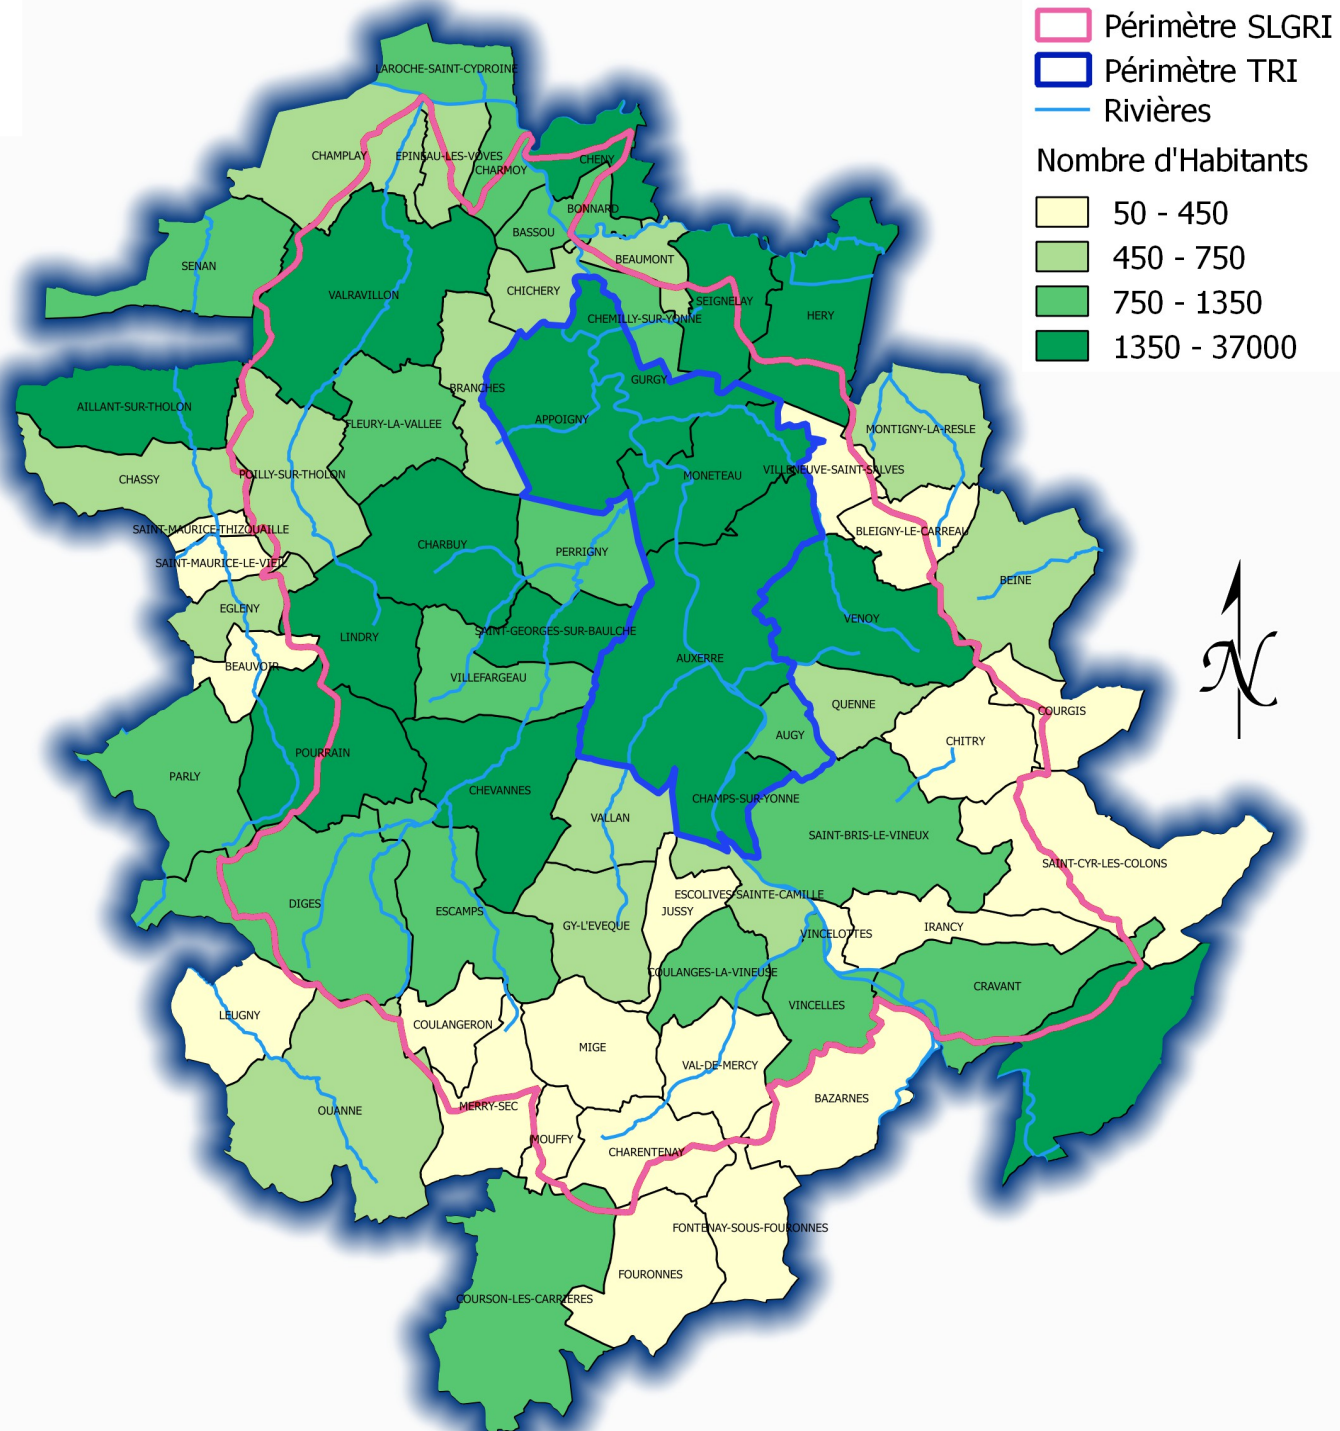 Périmètre SLGRI
Périmètre TRI
Rivières
Nombre d'Habitants
50 - 450
450 - 750
750 - 1350
1350 - 37000
LAROCHE-SAINT-CYDROINE
CHAMPLAY
EPINEAU-LES-VOVES
CHARMOY
CHENY
BONNARD
BASSOU
SENAN
BEAUMONT
VALRAVILLON
CHICHERY
SEIGNELAY
HERY
CHEMILLY-SUR-YONNE
GURGY
BRANCHES
AILLANT-SUR-THOLON
APPOIGNY
FLEURY-LA-VALLEE
MONTIGNY-LA-RESLE
CHASSY
POILLY-SUR-THOLON
MONETEAU
VILLENEUVE-SAINT-SALVES
SAINT-MAURICE-THIZOUAILLE
BLEIGNY-LE-CARREAU
CHARBUY
PERRIGNY
SAINT-MAURICE-LE-VIEIL
BEINE
EGLENY
VENOY
LINDRY
SAINT-GEORGES-SUR-BAULCHE
AUXERRE
BEAUVOIR
VILLEFARGEAU
QUENNE
COURGIS
AUGY
CHITRY
POURRAIN
PARLY
CHEVANNES
CHAMPS-SUR-YONNE
VALLAN
SAINT-BRIS-LE-VINEUX
SAINT-CYR-LES-COLONS
ESCOLIVES-SAINTE-CAMILLE
DIGES
ESCAMPS
JUSSY
GY-L'EVEQUE
IRANCY
VINCELOTTES
COULANGES-LA-VINEUSE
CRAVANT
VINCELLES
LEUGNY
COULANGERON
MIGE
VAL-DE-MERCY
BAZARNES
OUANNE
MERRY-SEC
MOUFFY
CHARENTENAY
FONTENAY-SOUS-FOURONNES
FOURONNES
COURSON-LES-CARRIERES
N